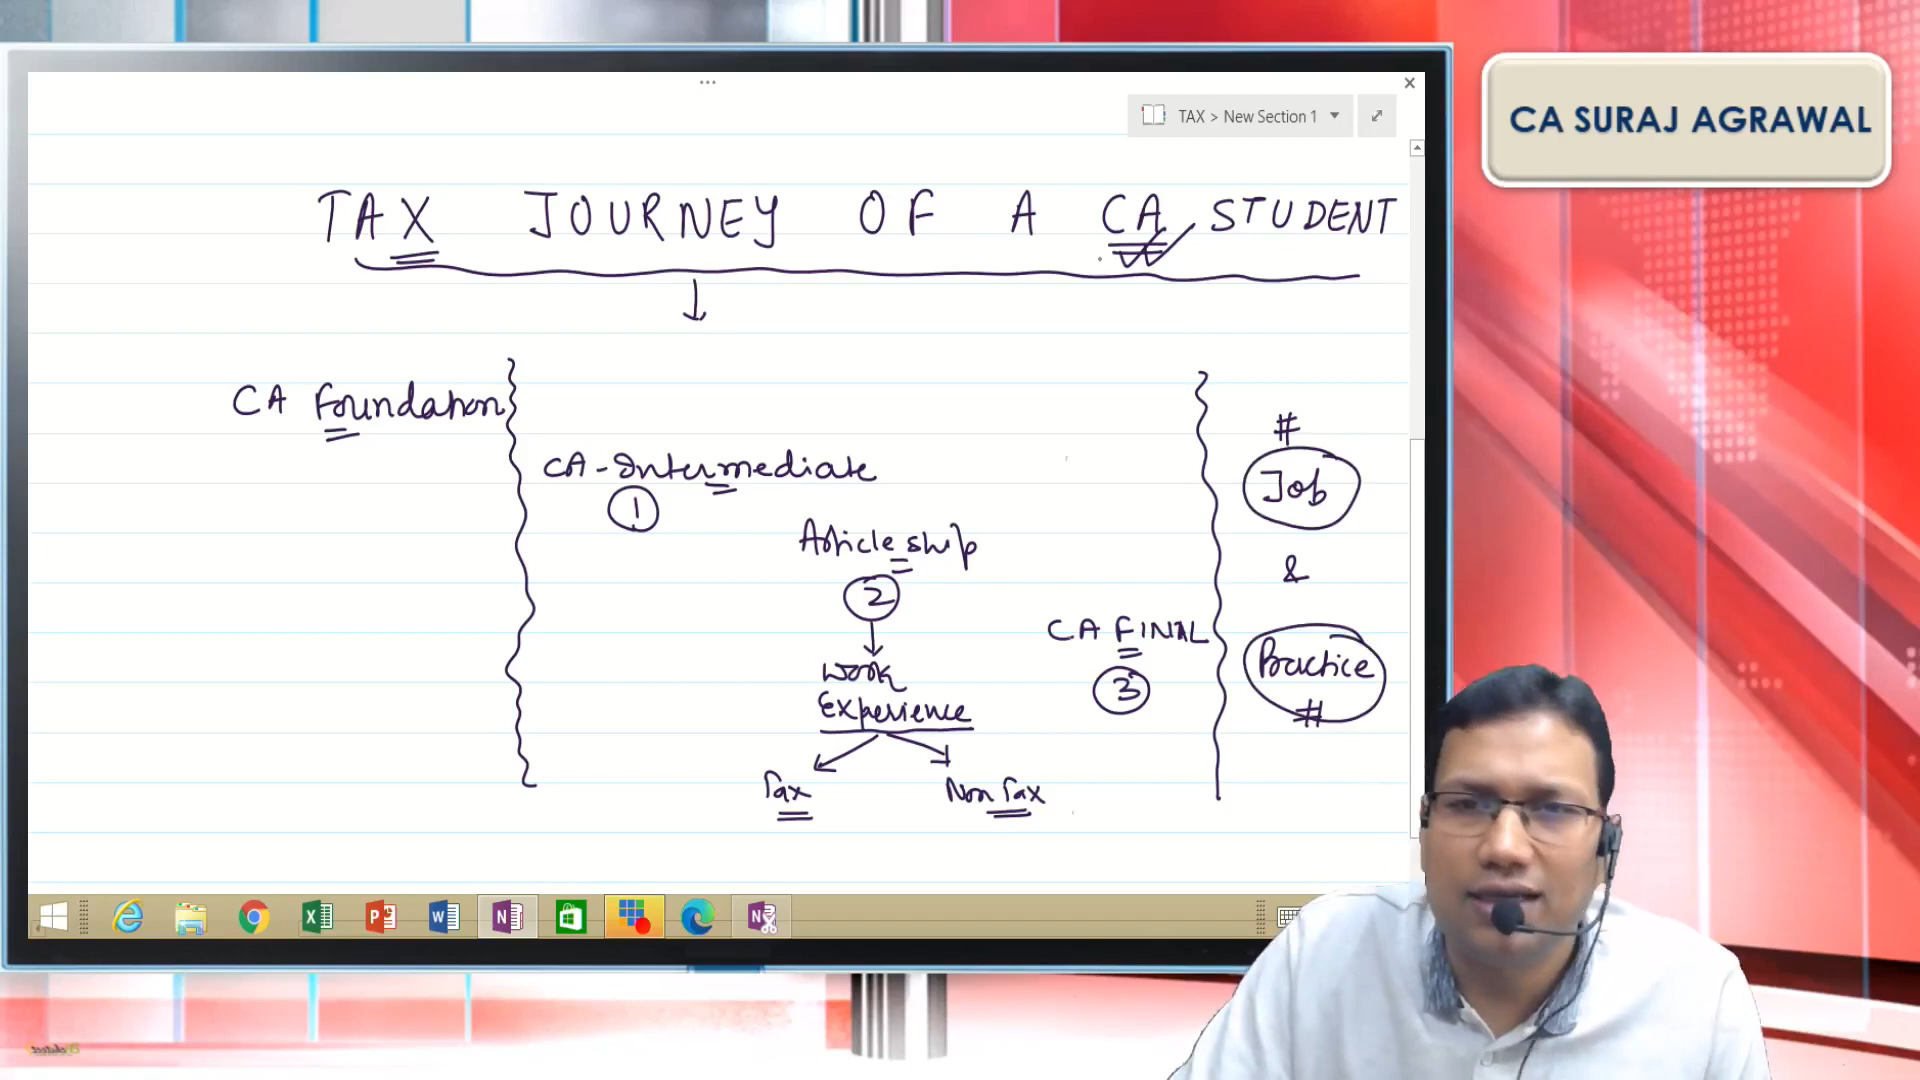 CA SURAJ AGRAWAL
TAX > New Section 1
TAX JOURNEY OF A CA STUDENT
CA Foundation
CA - Intermediate
1
Articleship
2
Work
Experience
Tax
Non Tax
CA FINAL
3
#
Job
&
Practice
#